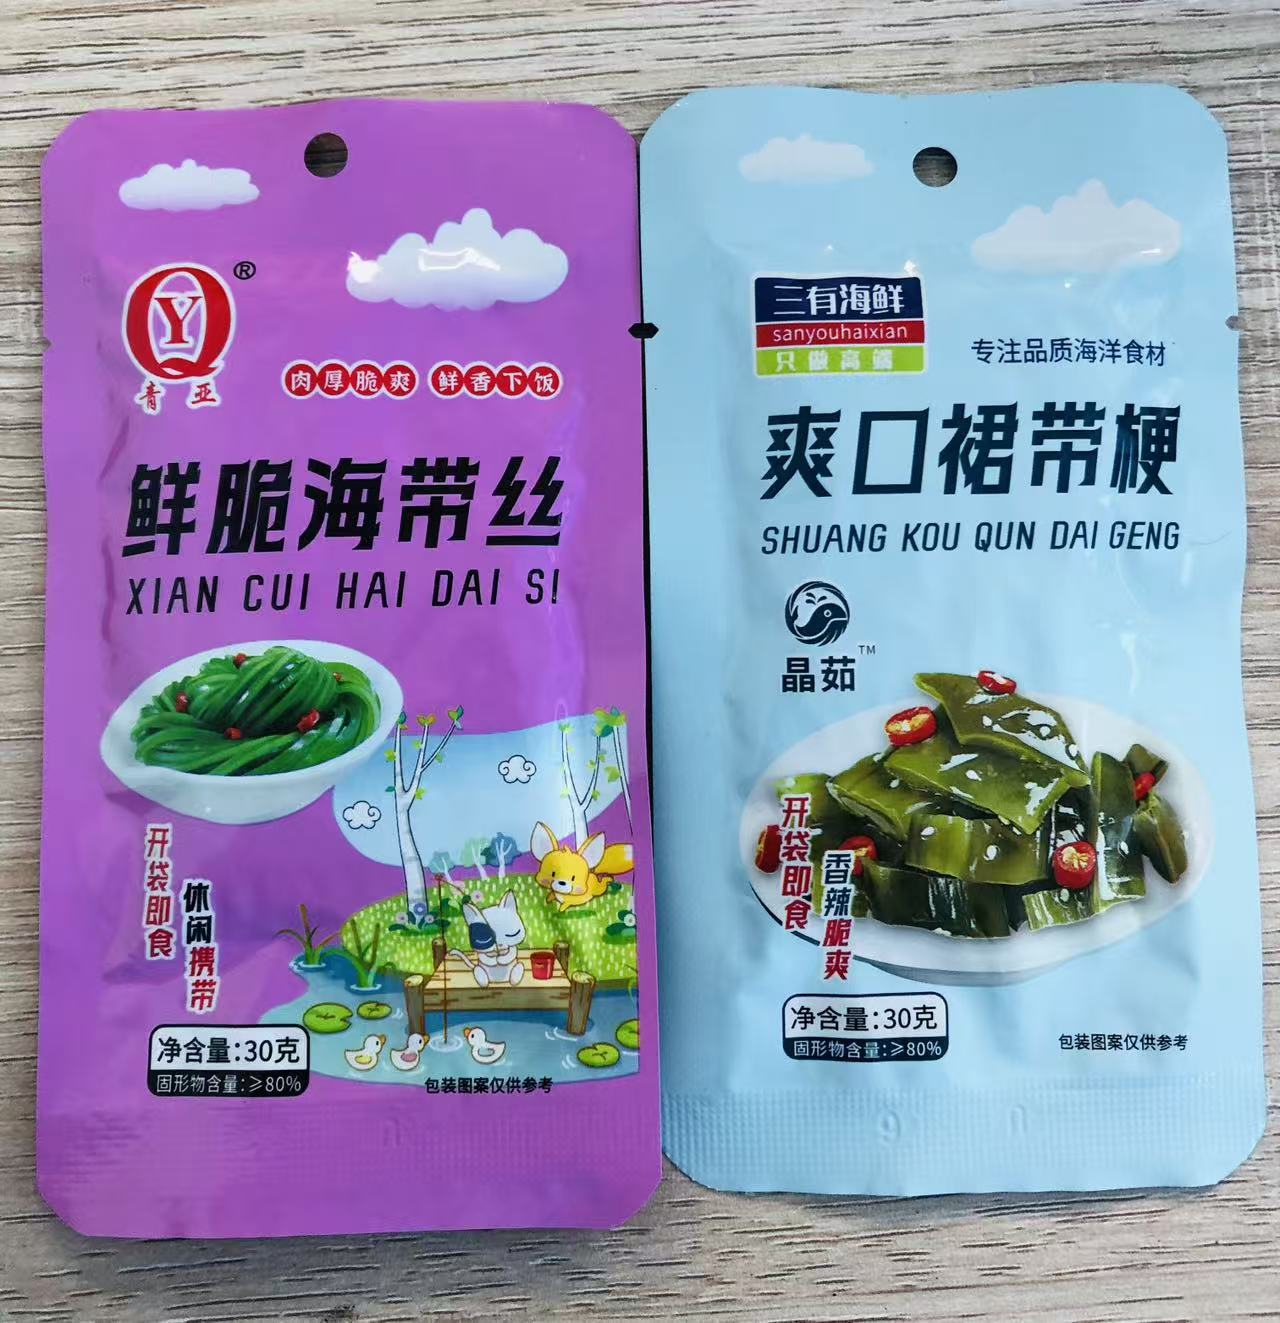 QY®
青亚
肉厚脆爽 鲜香下饭
鲜脆海带丝
XIAN CUI HAI DAI SI
开袋即食
休闲携带
净含量:30克
固形物含量:≥80%
包装图案仅供参考
三有海鲜
sanyouhaixian
只做高端
专注品质海洋食材
爽口裙带梗
SHUANG KOU QUN DAI GENG
晶茹™
开袋即食
香辣脆爽
净含量:30克
固形物含量:≥80%
包装图案仅供参考